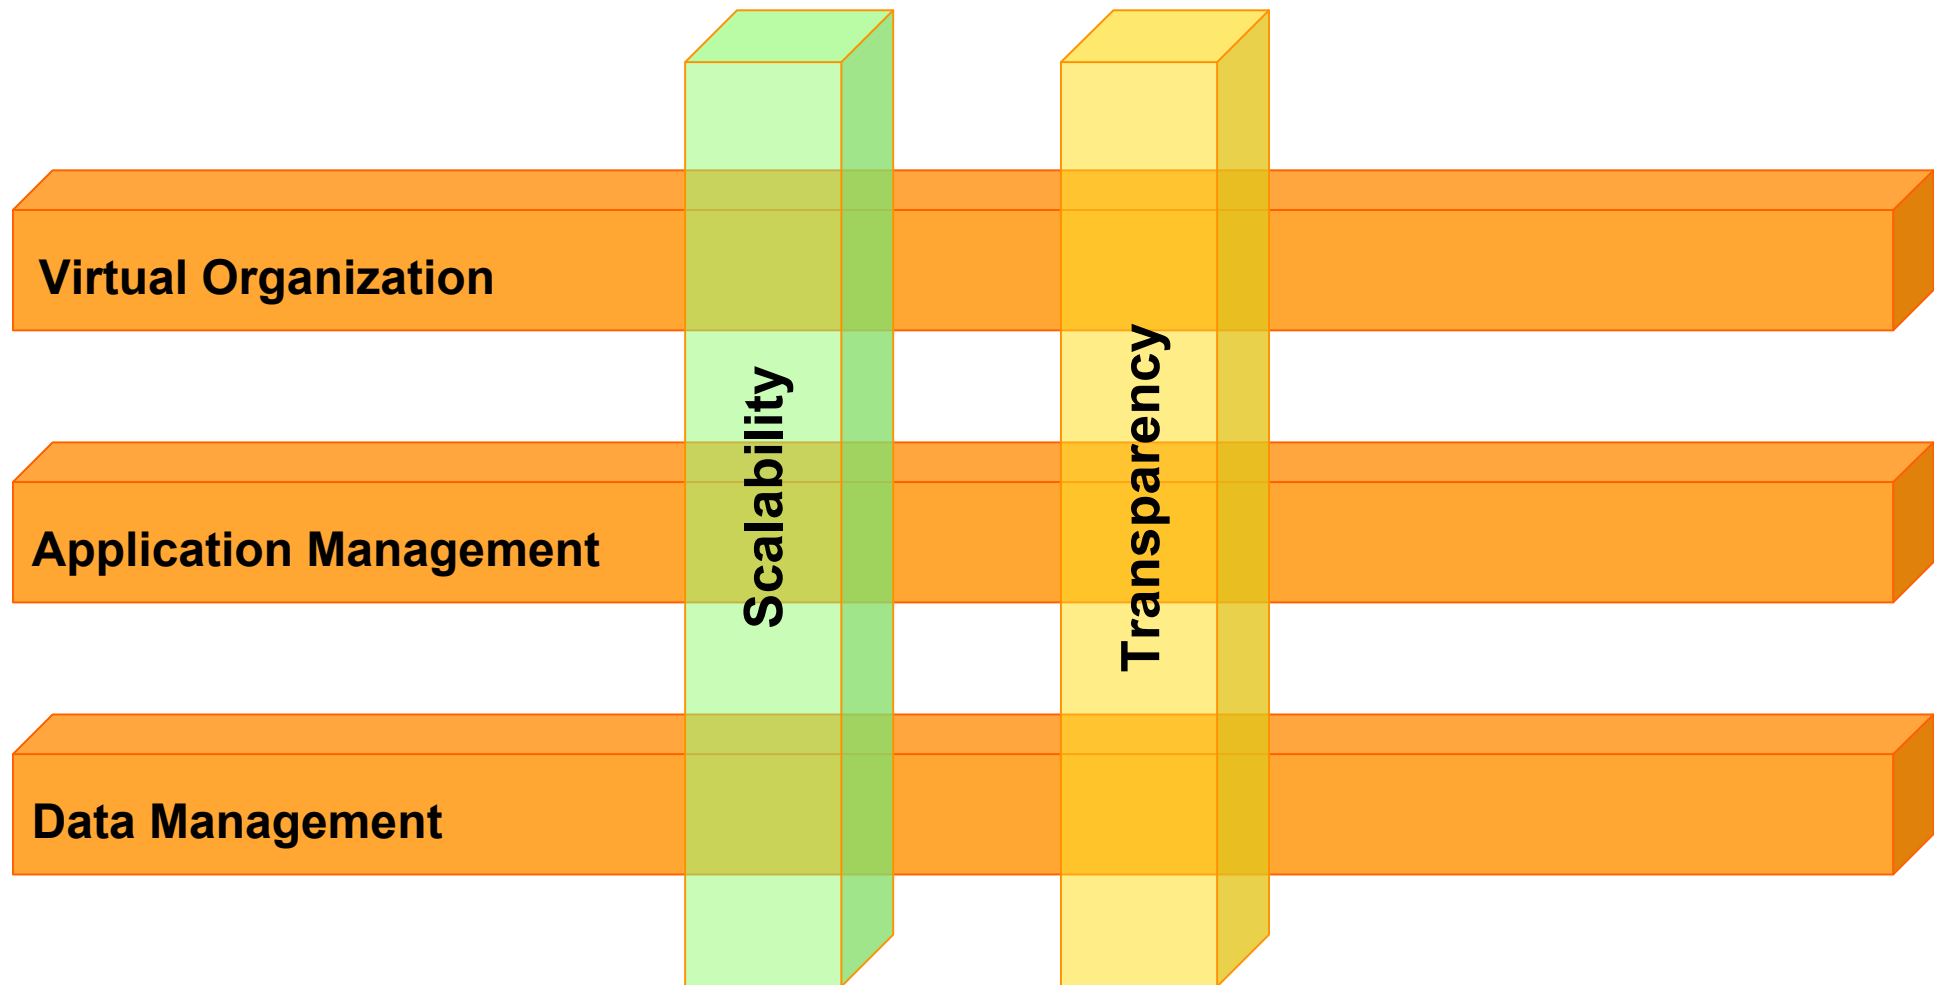 Virtual Organization
Scalability
Transparency
Application Management
Data Management